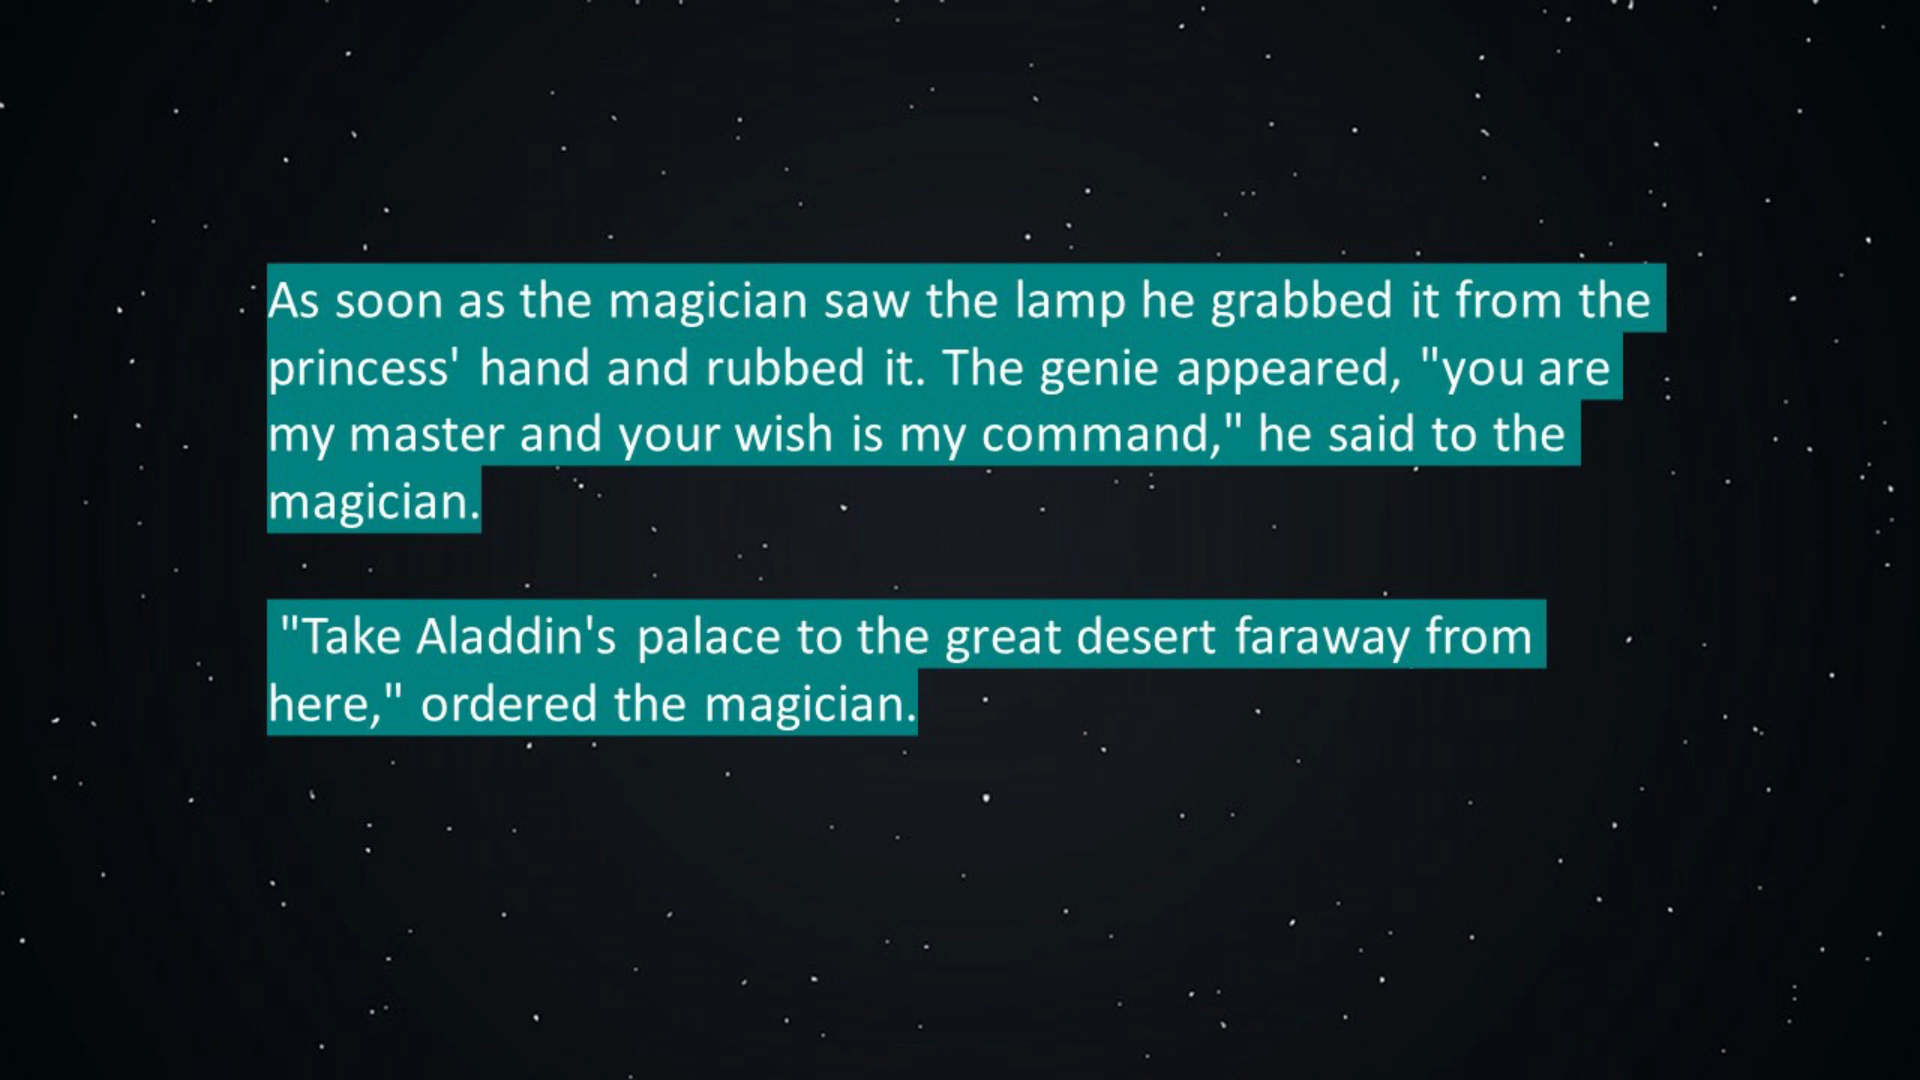 As soon as the magician saw the lamp he grabbed it from the
princess' hand and rubbed it. The genie appeared, "you are
my master and your wish is my command," he said to the
magician.
"Take Aladdin's palace to the great desert faraway from
here," ordered the magician.